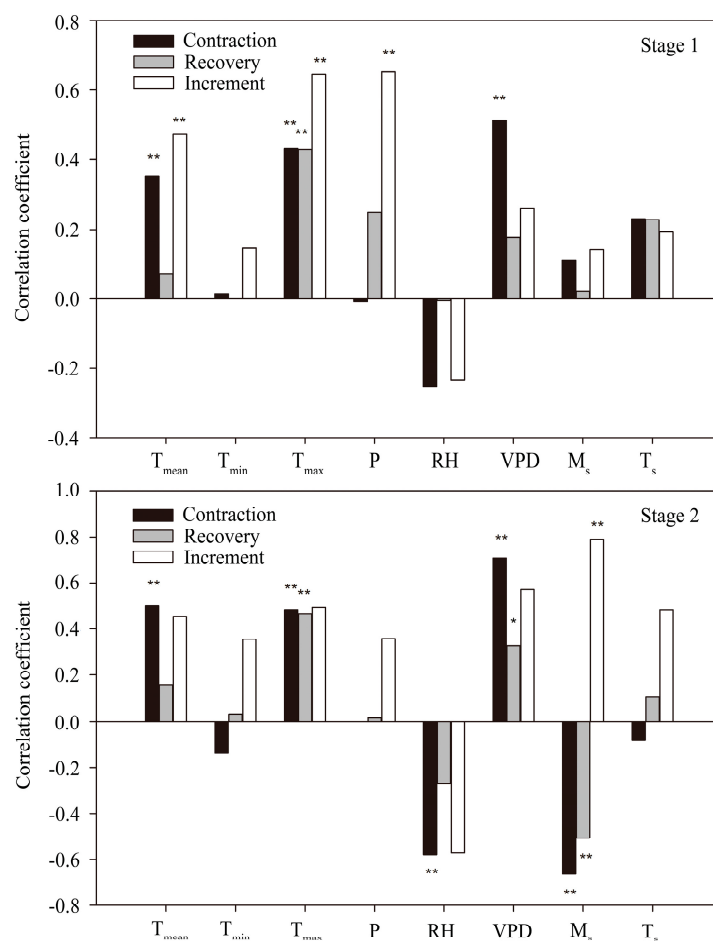 0.8
Contraction
Stage 1
Recovery
** **
Increment
0.6
**
**
** **
0.4
**
Correlation coefficient
0.2
0.0
-0.2
-0.4
Tmean Tmin Tmax P RH VPD Ms Ts
1.0
Contraction
Stage 2
Recovery
0.8
** **
Increment
0.6
** ** **
0.4
*
Correlation coefficient
0.2
0.0
-0.2
-0.4
-0.6
** ** **
-0.8
Tmean Tmin Tmax P RH VPD Ms Ts